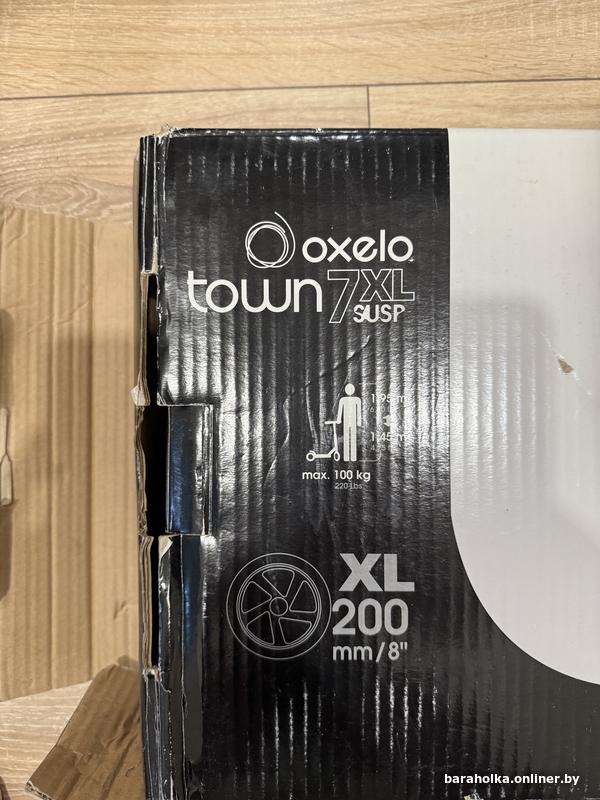 oxelo
town 7XL
SUSP
1.95 m
1.45 m
max. 100 kg
220 Lbs
XL
200
mm/8"
baraholka.onliner.by